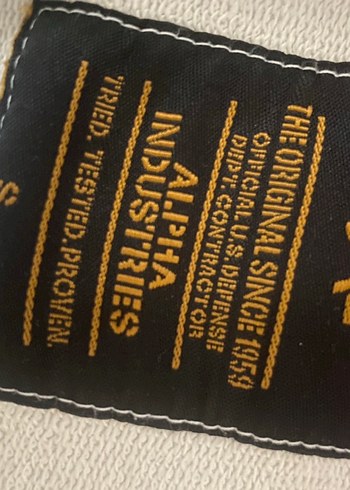 THE ORIGINAL SINCE 1959
OFFICIAL U.S. DEFENSE
DEPT. CONTRACTOR
ALPHA
INDUSTRIES
TRIED. TESTED. PROVEN.
S